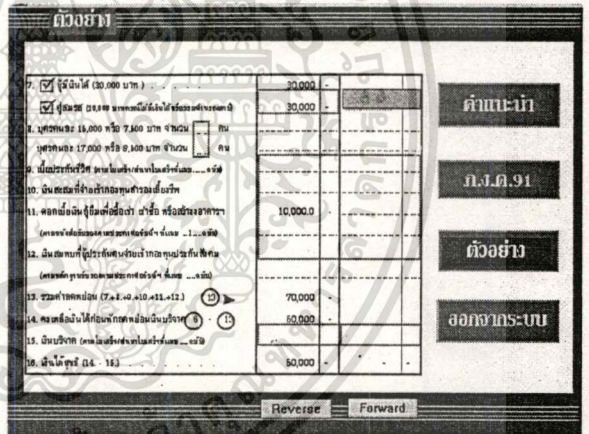 ตัวอย่าง
7. ผู้มีเงินได้ (30,000 บาท) 30,000 -
คู่สมรส 30,000 -
8. บุตรคนละ 15,000 หรือ 7,500 บาท จำนวน -- คน
บุตรคนละ 17,000 หรือ 8,500 บาท จำนวน -- คน
9. เบี้ยประกันชีวิต
10. เงินสะสมที่จ่ายเข้ากองทุนสำรองเลี้ยงชีพ
11. ดอกเบี้ยเงินกู้ยืมเพื่อซื้อ เช่าซื้อ หรือสร้างอาคารฯ 10,000.0 -
12. เงินสมทบที่ผู้ประกันตนจ่ายเข้ากองทุนประกันสังคม
13. รวมค่าลดหย่อน (7.+8.+9.+10.+11.+12.) 13 70,000 -
14. คงเหลือเงินได้ก่อนหักลดหย่อนเงินบริจาค 6 - 13 50,000 -
15. เงินบริจาค
16. เงินได้สุทธิ (14. - 15.) 50,000 - - -
คำแนะนำ
ภ.ง.ด.91
ตัวอย่าง
ออกจากระบบ
Reverse Forward